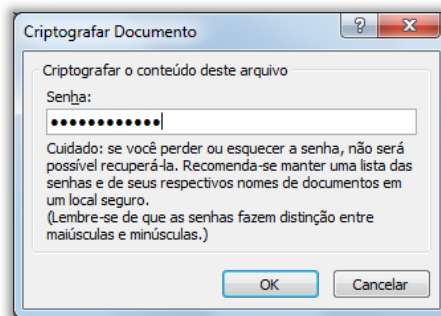 Criptografar Documento
Criptografar o conteúdo deste arquivo
Senha:
••••••••••••
Cuidado: se você perder ou esquecer a senha, não será
possível recuperá-la. Recomenda-se manter uma lista das
senhas e de seus respectivos nomes de documentos em
um local seguro.
(Lembre-se de que as senhas fazem distinção entre
maiúsculas e minúsculas.)
OK
Cancelar